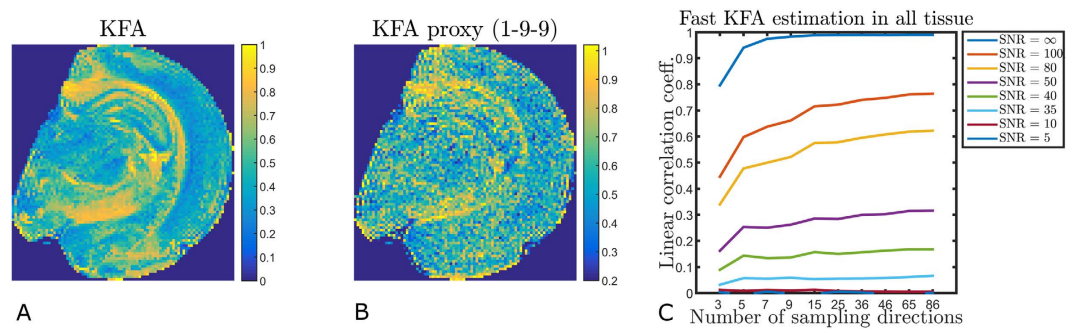 KFA
1
0.9
0.8
0.7
0.6
0.5
0.4
0.3
0.2
0.1
0
A
KFA proxy (1-9-9)
1
0.9
0.8
0.7
0.6
0.5
0.4
0.3
0.2
B
Fast KFA estimation in all tissue
Linear correlation coeff.
1
0.9
0.8
0.7
0.6
0.5
0.4
0.3
0.2
0.1
0
3 5 7 9 15 25 36 46 65 86
Number of sampling directions
C
SNR = ∞
SNR = 100
SNR = 80
SNR = 50
SNR = 40
SNR = 35
SNR = 10
SNR = 5